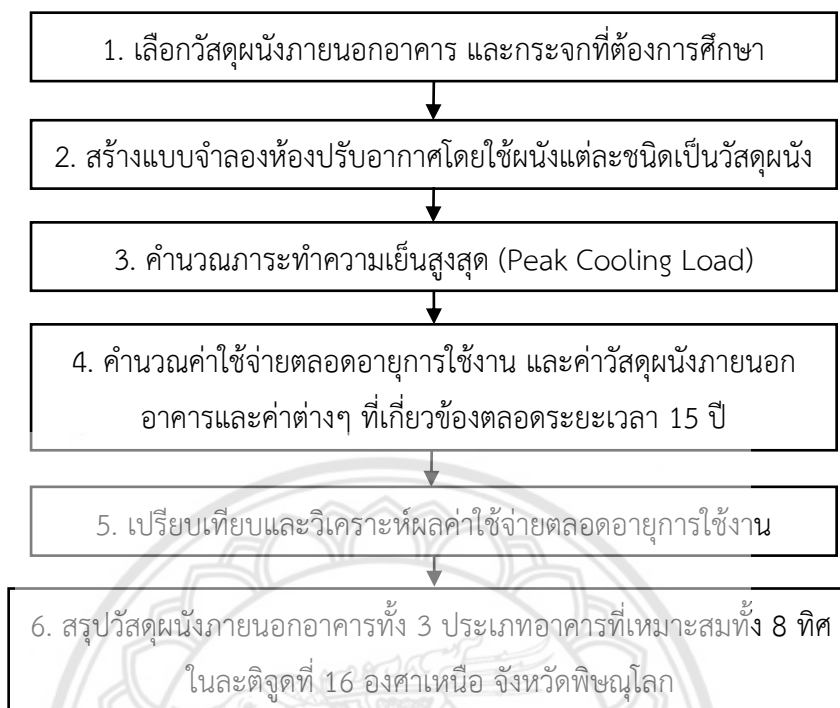 1. เลือกวัสดุผนังภายนอกอาคาร และกระจกที่ต้องการศึกษา
2. สร้างแบบจำลองห้องปรับอากาศโดยใช้ผนังแต่ละชนิดเป็นวัสดุผนัง
3. คำนวณภาระทำความเย็นสูงสุด (Peak Cooling Load)
4. คำนวณค่าใช้จ่ายตลอดอายุการใช้งาน และค่าวัสดุผนังภายนอก
อาคารและค่าต่างๆ ที่เกี่ยวข้องตลอดระยะเวลา 15 ปี
5. เปรียบเทียบและวิเคราะห์ผลค่าใช้จ่ายตลอดอายุการใช้งาน
6. สรุปวัสดุผนังภายนอกอาคารทั้ง 3 ประเภทอาคารที่เหมาะสมทั้ง 8 ทิศ
ในละติจูดที่ 16 องศาเหนือ จังหวัดพิษณุโลก